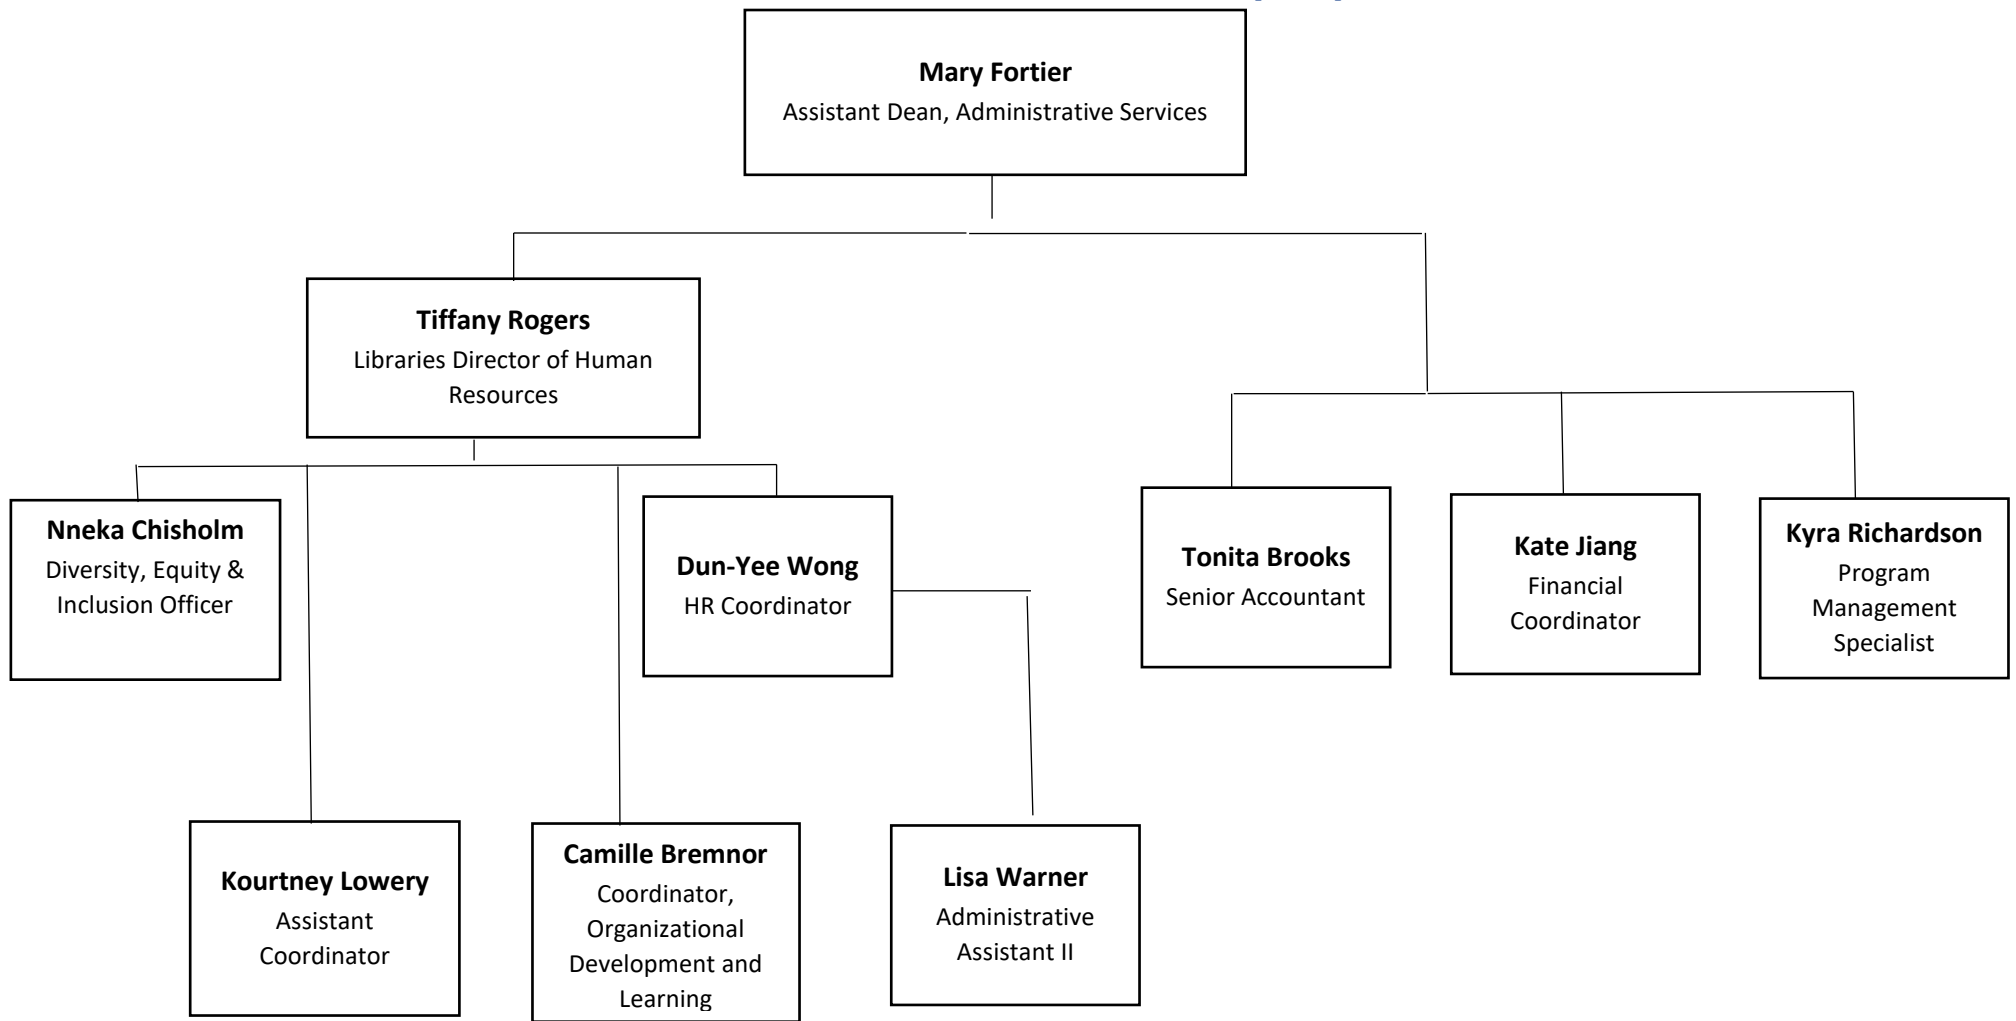 Mary Fortier
Assistant Dean, Administrative Services
Tiffany Rogers
Libraries Director of Human
Resources
Nneka Chisholm
Diversity, Equity &
Inclusion Officer
Dun-Yee Wong
HR Coordinator
Tonita Brooks
Senior Accountant
Kate Jiang
Financial
Coordinator
Kyra Richardson
Program
Management
Specialist
Kourtney Lowery
Assistant
Coordinator
Camille Bremnor
Coordinator,
Organizational
Development and
Learning
Lisa Warner
Administrative
Assistant II